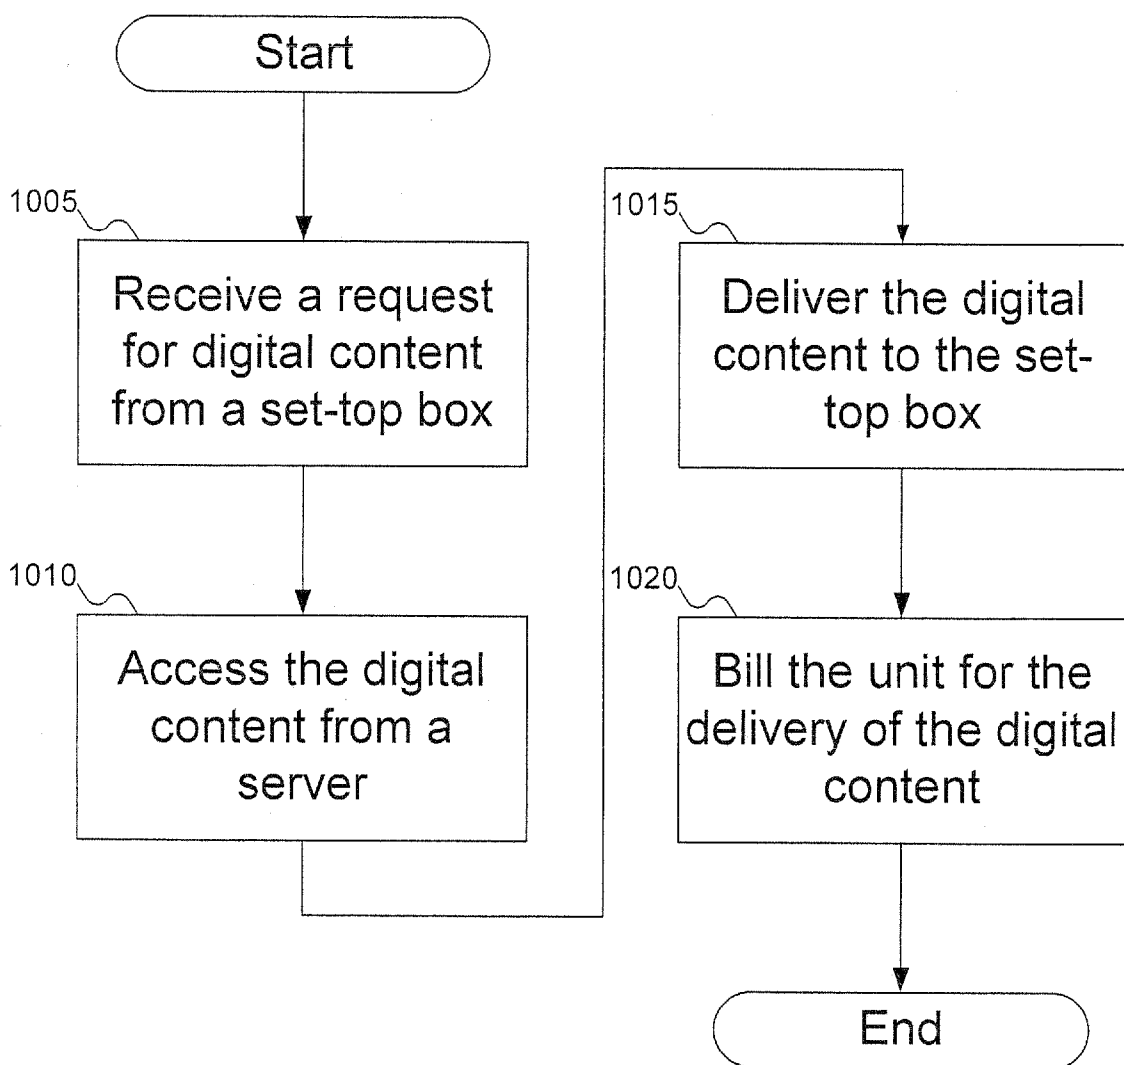 Start
1005
Receive a request
for digital content
from a set-top box
1010
Access the digital
content from a
server
1015
Deliver the digital
content to the set-
top box
1020
Bill the unit for the
delivery of the digital
content
End